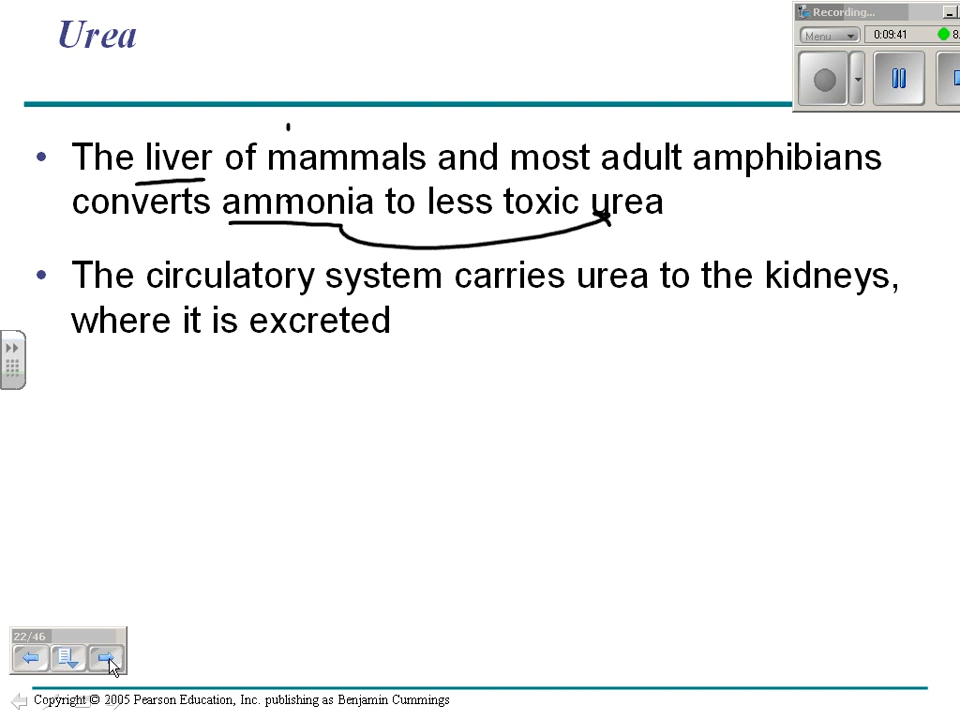 Urea
Recording...
Menu
0:09:41
8.
• The liver of mammals and most adult amphibians
converts ammonia to less toxic urea
• The circulatory system carries urea to the kidneys,
where it is excreted
22/46
Copyright © 2005 Pearson Education, Inc. publishing as Benjamin Cummings